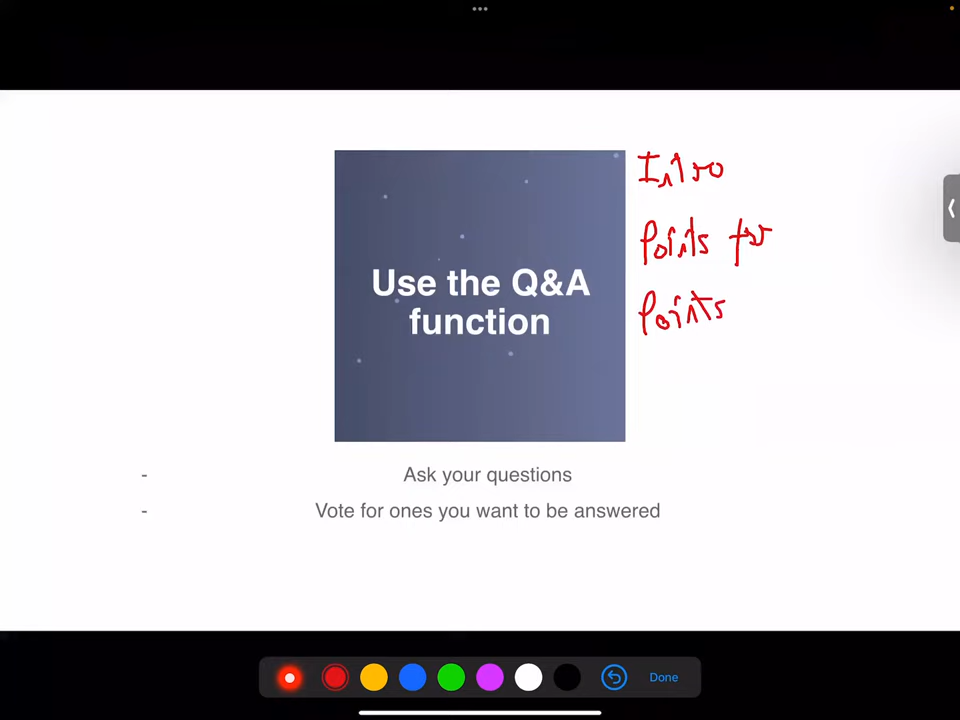 Use the Q&A
function
Intro
Points for
Points
- Ask your questions
- Vote for ones you want to be answered
Done